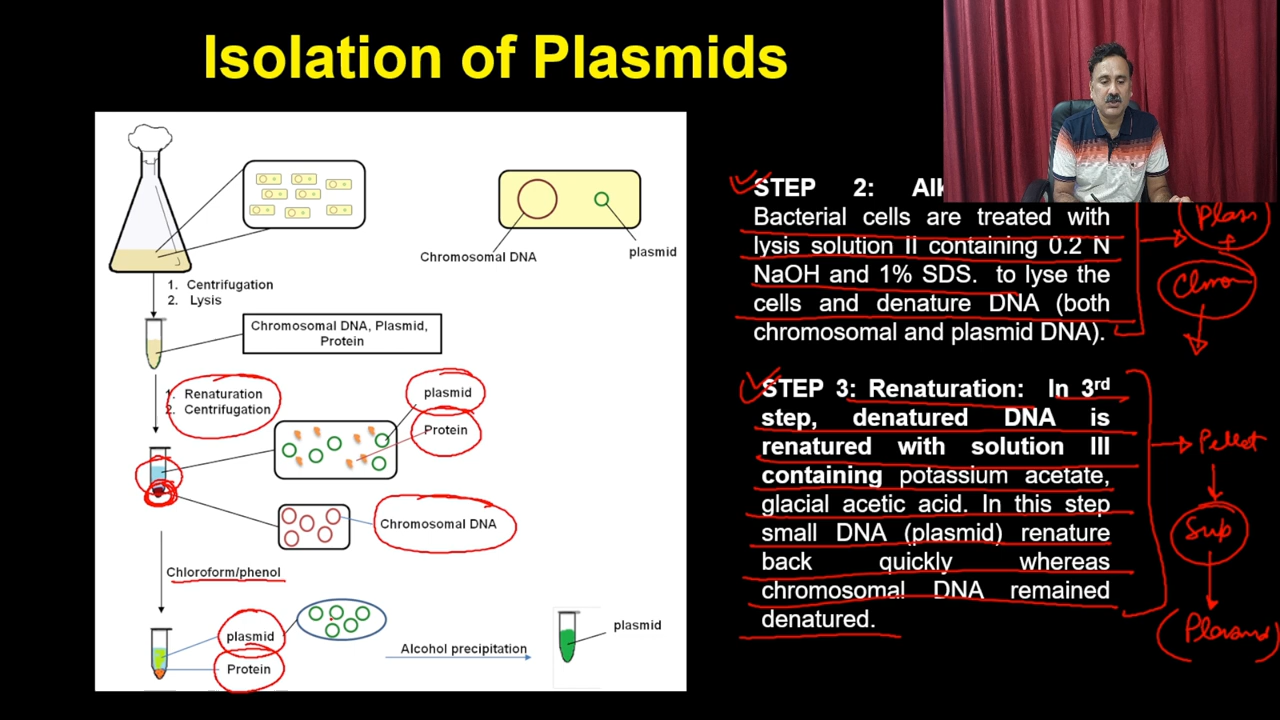 Isolation of Plasmids
Chromosomal DNA
plasmid
1. Centrifugation
2. Lysis
Chromosomal DNA, Plasmid,
Protein
1. Renaturation
2. Centrifugation
plasmid
Protein
Chromosomal DNA
Chloroform/phenol
plasmid
Protein
Alcohol precipitation
plasmid
STEP 2:
Bacterial cells are treated with
lysis solution II containing 0.2 N
NaOH and 1% SDS. to lyse the
cells and denature DNA (both
chromosomal and plasmid DNA).
STEP 3: Renaturation: In 3rd
step, denatured DNA is
renatured with solution III
containing potassium acetate,
glacial acetic acid. In this step
small DNA (plasmid) renature
back quickly whereas
chromosomal DNA remained
denatured.
+
Pellet
Sup